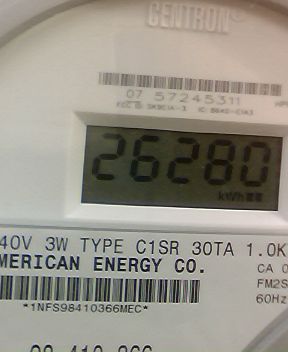 CENTRON®
07 57245311
26280
kWh
40V 3W TYPE C1SR 30TA 1.0K
MERICAN ENERGY CO.
CA 0
FM2S
60Hz
*1NFS98410366MEC*